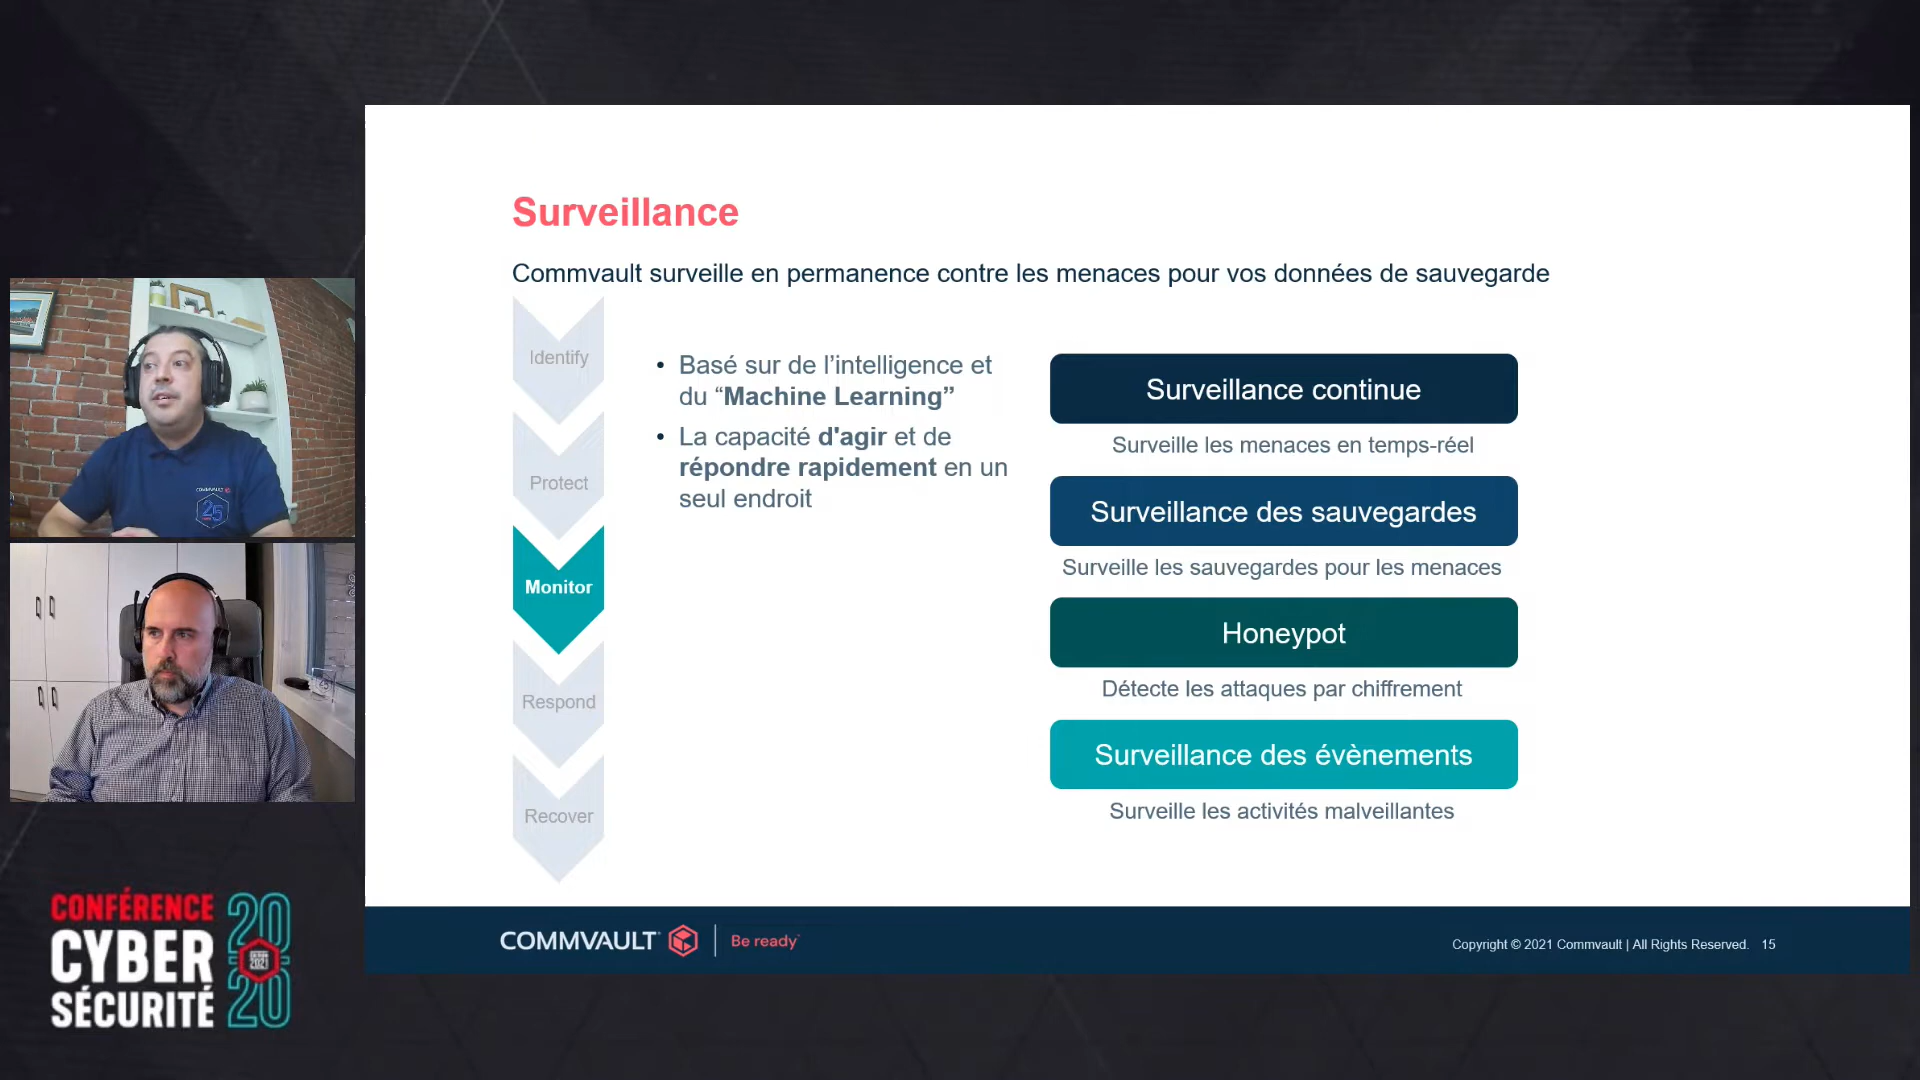 Surveillance
Commvault surveille en permanence contre les menaces pour vos données de sauvegarde
Identify
Protect
Monitor
Respond
Recover
• Basé sur de l’intelligence et
du “Machine Learning”
• La capacité d'agir et de
répondre rapidement en un
seul endroit
Surveillance continue
Surveille les menaces en temps-réel
Surveillance des sauvegardes
Surveille les sauvegardes pour les menaces
Honeypot
Détecte les attaques par chiffrement
Surveillance des évènements
Surveille les activités malveillantes
COMMVAULT
Be ready
Copyright © 2021 Commvault | All Rights Reserved. 15
COMMVAULT
25
CONFÉRENCE
CYBER
SÉCURITÉ
20
2021
20